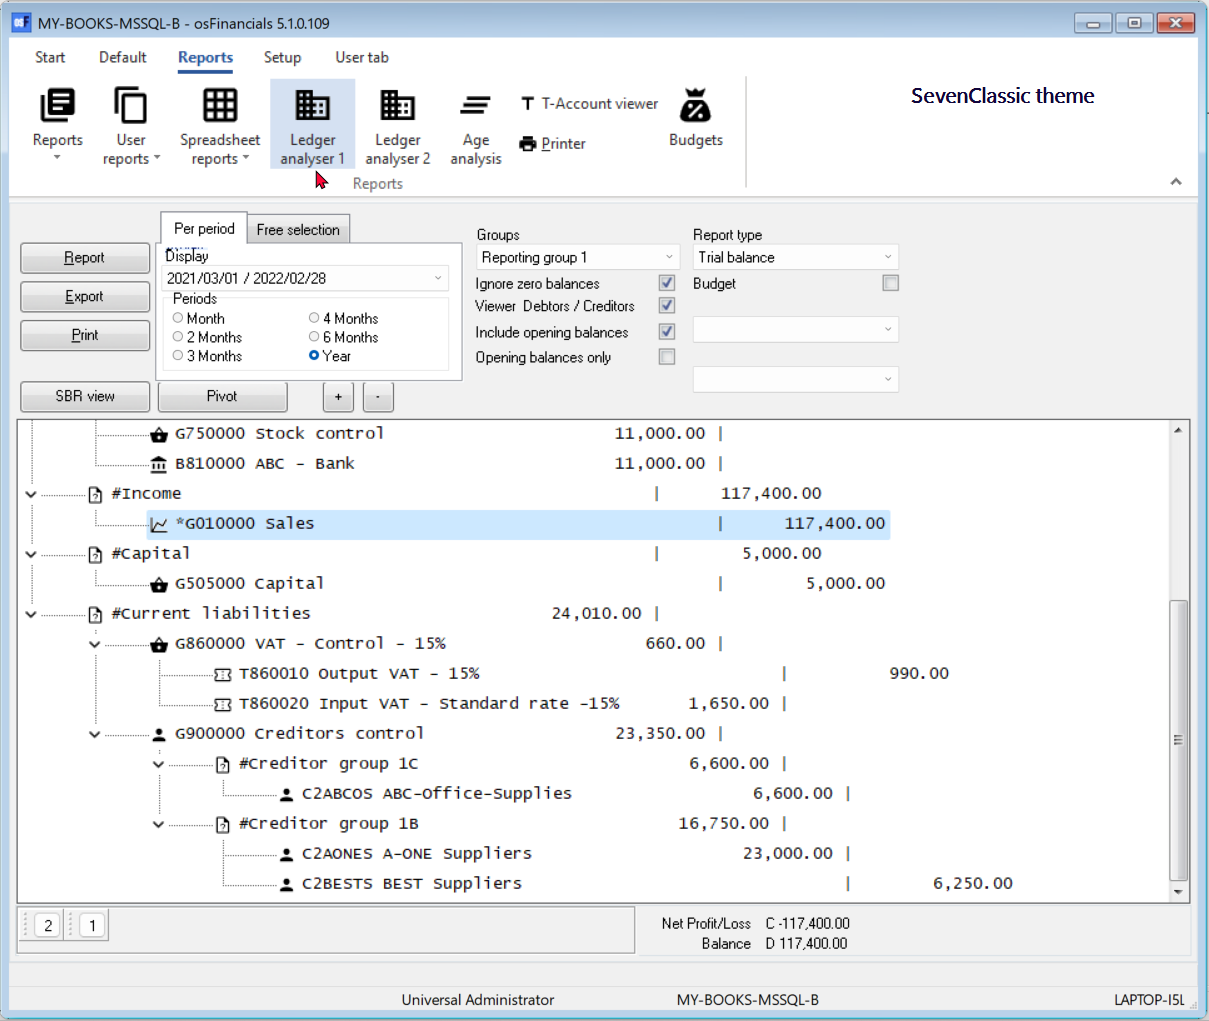 osF MY-BOOKS-MSSQL-B - osFinancials 5.1.0.109
Start Default Reports Setup User tab
SevenClassic theme
Reports
User reports
Spreadsheet reports
Ledger analyser 1
Ledger analyser 2
Age analysis
T-Account viewer
Printer
Budgets
Reports
Report
Export
Print
SBR view
Per period Free selection
Display
2021/03/01 / 2022/02/28
Periods
Month 4 Months
2 Months 6 Months
3 Months Year
Pivot + -
Groups
Reporting group 1
Ignore zero balances
Viewer Debtors / Creditors
Include opening balances
Opening balances only
Report type
Trial balance
Budget
G750000 Stock control 11,000.00 |
B810000 ABC - Bank 11,000.00 |
#Income | 117,400.00
*G010000 Sales | 117,400.00
#Capital | 5,000.00
G505000 Capital | 5,000.00
#Current liabilities 24,010.00 |
G860000 VAT - Control - 15% 660.00 |
T860010 Output VAT - 15% | 990.00
T860020 Input VAT - Standard rate -15% 1,650.00 |
G900000 Creditors control 23,350.00 |
#Creditor group 1C 6,600.00 |
C2ABCOS ABC-Office-Supplies 6,600.00 |
#Creditor group 1B 16,750.00 |
C2AONES A-ONE Suppliers 23,000.00 |
C2BESTS BEST Suppliers | 6,250.00
2 1
Net Profit/Loss C -117,400.00
Balance D 117,400.00
Universal Administrator MY-BOOKS-MSSQL-B LAPTOP-I5L